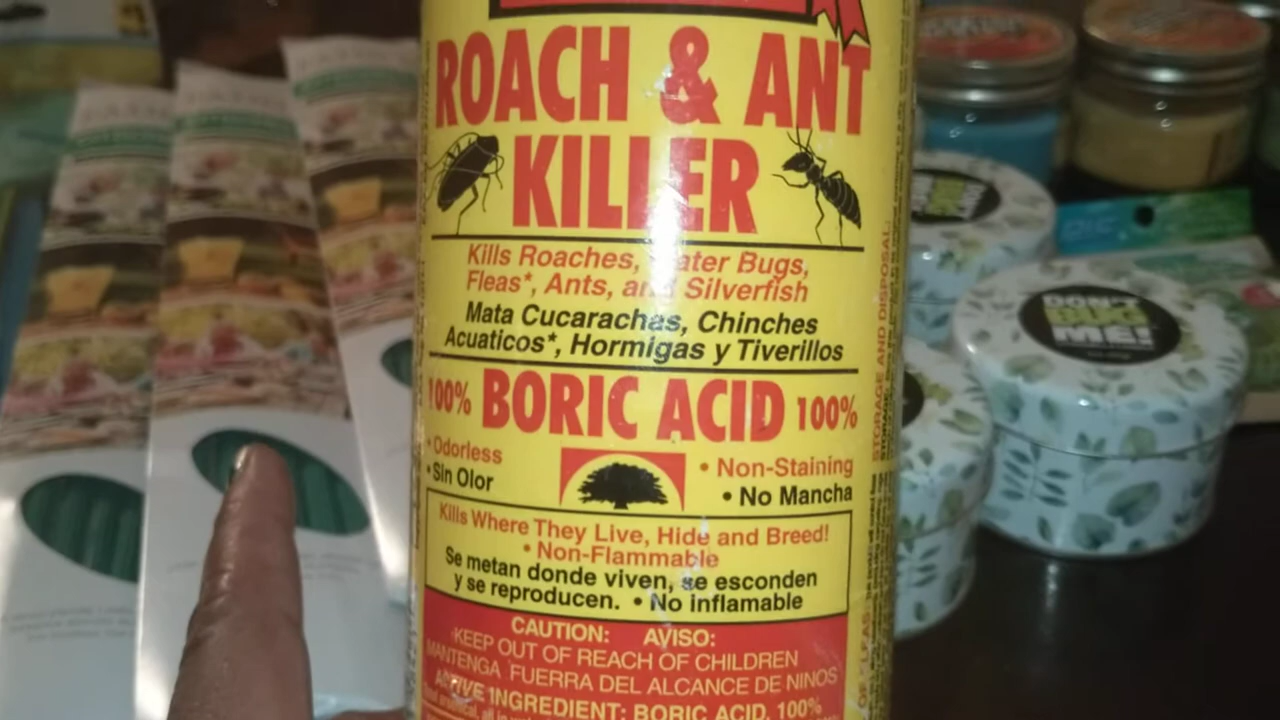 ROACH & ANT
KILLER
Kills Roaches, Water Bugs,
Fleas*, Ants, and Silverfish
Mata Cucarachas, Chinches
Acuaticos*, Hormigas y Tiverillos
100% BORIC ACID 100%
• Odorless
• Sin Olor
• Non-Staining
• No Mancha
Kills Where They Live, Hide and Breed!
• Non-Flammable
Se metan donde viven, se esconden
y se reproducen. • No inflamable
CAUTION: AVISO:
KEEP OUT OF REACH OF CHILDREN
MANTENGA FUERRA DEL ALCANCE DE NINOS
ACTIVE INGREDIENT: BORIC ACID, 100%
STORAGE AND DISPOSAL:
DON'T
BUG
ME!